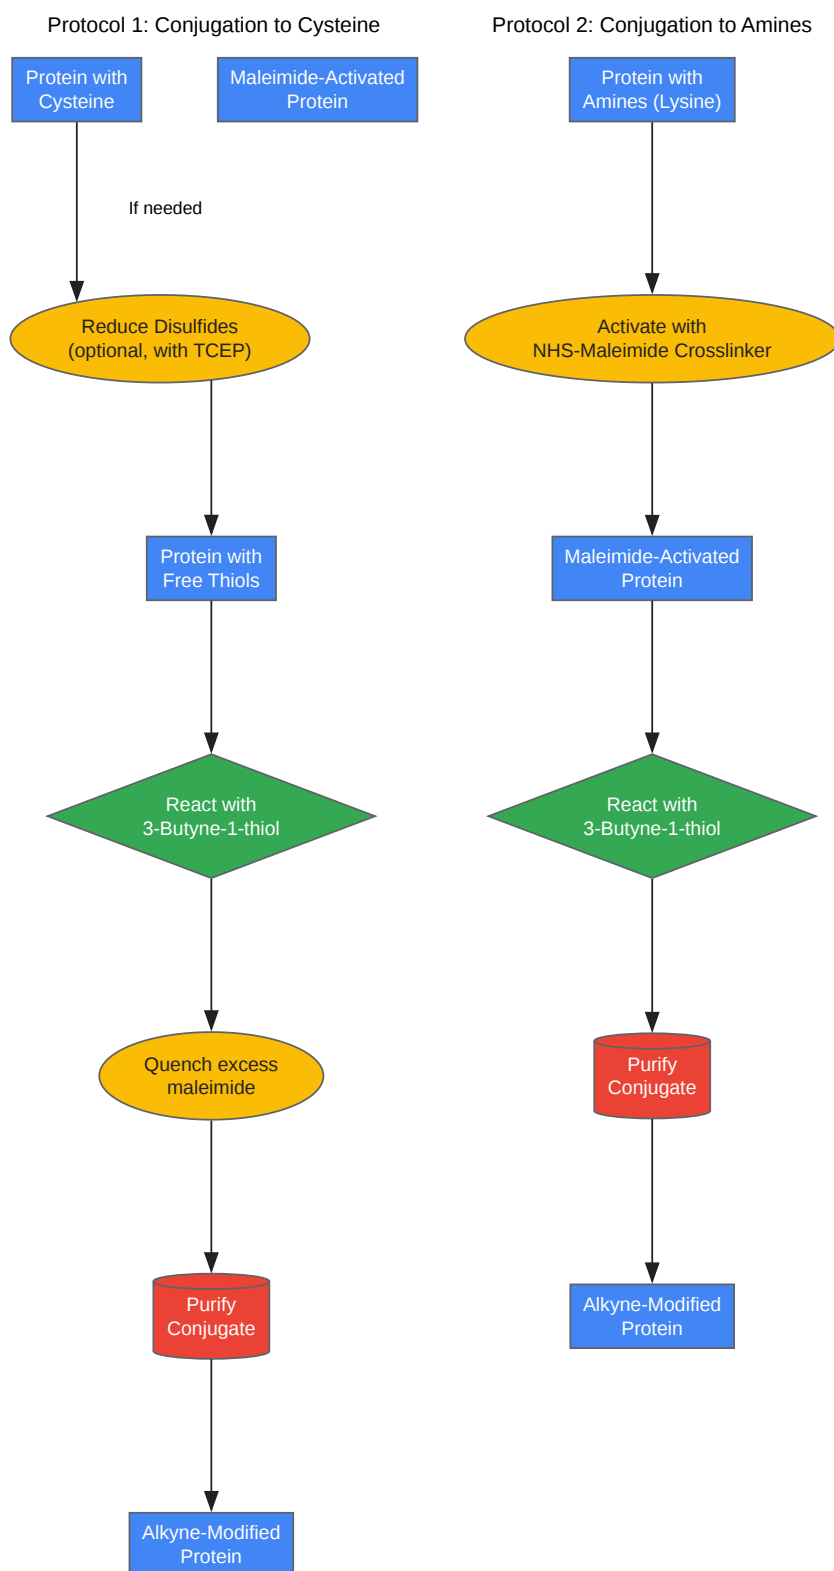 Protocol 1: Conjugation to Cysteine
Protein with
Cysteine
Maleimide-Activated
Protein
If needed
Reduce Disulfides
(optional, with TCEP)
Protein with
Free Thiols
React with
3-Butyne-1-thiol
Quench excess
maleimide
Purify
Conjugate
Alkyne-Modified
Protein
Protocol 2: Conjugation to Amines
Protein with
Amines (Lysine)
Activate with
NHS-Maleimide Crosslinker
Maleimide-Activated
Protein
React with
3-Butyne-1-thiol
Purify
Conjugate
Alkyne-Modified
Protein